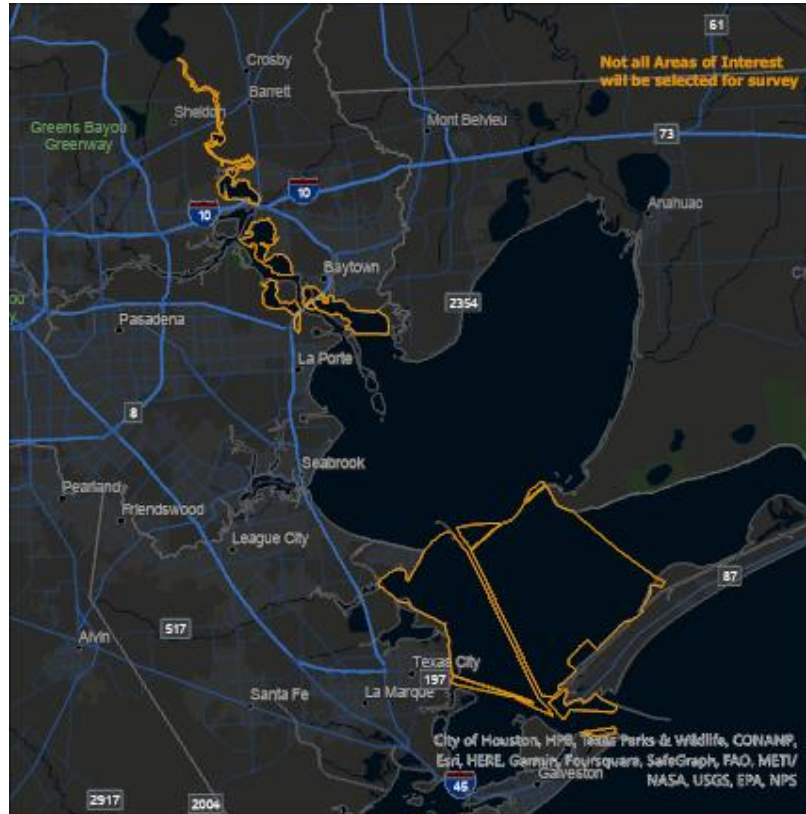 61
Crosby
Not all Areas of Interest
will be selected for survey
Barrett
Sheldon
Mont Belvieu
Greens Bayou
Greenway
73
10
10
Anahuac
Baytown
2354
Pasadena
La Porte
8
Seabrook
Pearland
Friendswood
League City
87
517
Alvin
Texas City
197
Santa Fe
La Marque
City of Houston, HPB, Texas Parks & Wildlife, CONANP,
Esri, HERE, Garmin, Foursquare, SafeGraph, FAO, METI/
NASA, USGS, EPA, NPS
Galveston
45
2917
2004